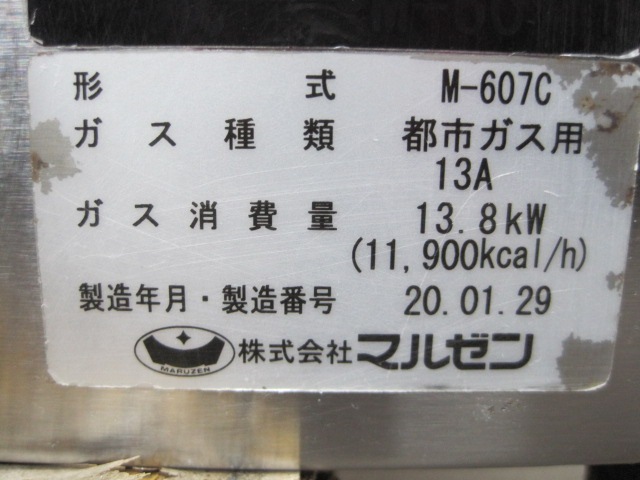 形式 M-607C
ガス種類 都市ガス用
13A
ガス消費量 13.8kW
(11,900kcal/h)
製造年月・製造番号 20.01.29
MARUZEN 株式会社 マルゼン